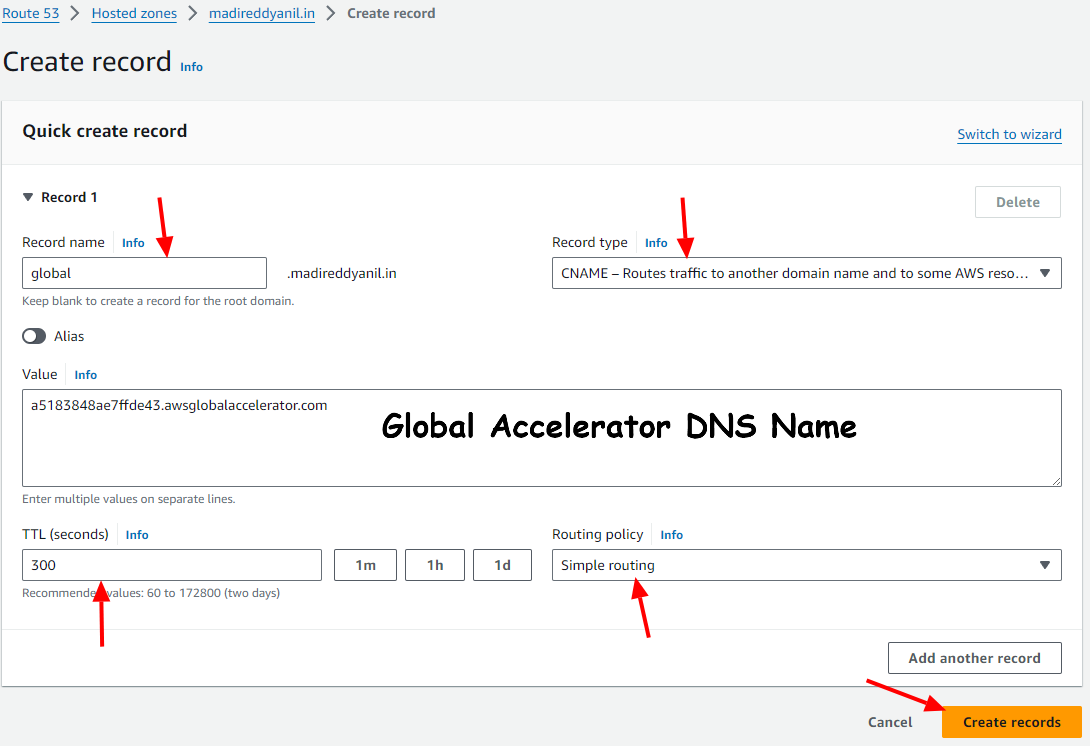 Route 53 > Hosted zones > madireddyanil.in > Create record
Create record Info
Quick create record
Switch to wizard
Record 1
Delete
Record name Info
Record type Info
global .madireddyanil.in
CNAME – Routes traffic to another domain name and to some AWS reso...
Keep blank to create a record for the root domain.
Alias
Value Info
a5183848ae7ffde43.awsglobalaccelerator.com
Global Accelerator DNS Name
Enter multiple values on separate lines.
TTL (seconds) Info
Routing policy Info
300 1m 1h 1d
Simple routing
Recommended values: 60 to 172800 (two days)
Add another record
Cancel Create records